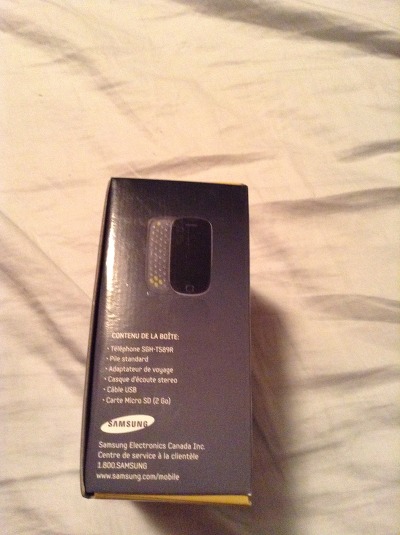 CONTENU DE LA BOÎTE:
• Téléphone SGH-T589R
• Pile standard
• Adaptateur de voyage
• Casque d'écoute stereo
• Câble USB
• Carte Micro SD (2 Go)
SAMSUNG
Samsung Electronics Canada Inc.
Centre de service à la clientèle
1.800.SAMSUNG
www.samsung.com/mobile